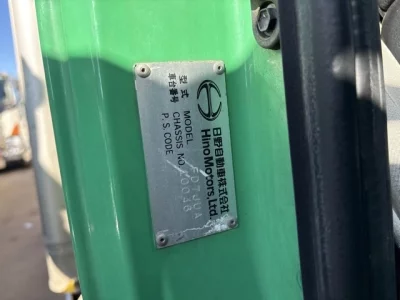 日野自動車株式会社
Hino Motors, Ltd.
型式 MODEL
車台番号 CHASSIS NO.
P. S. CODE